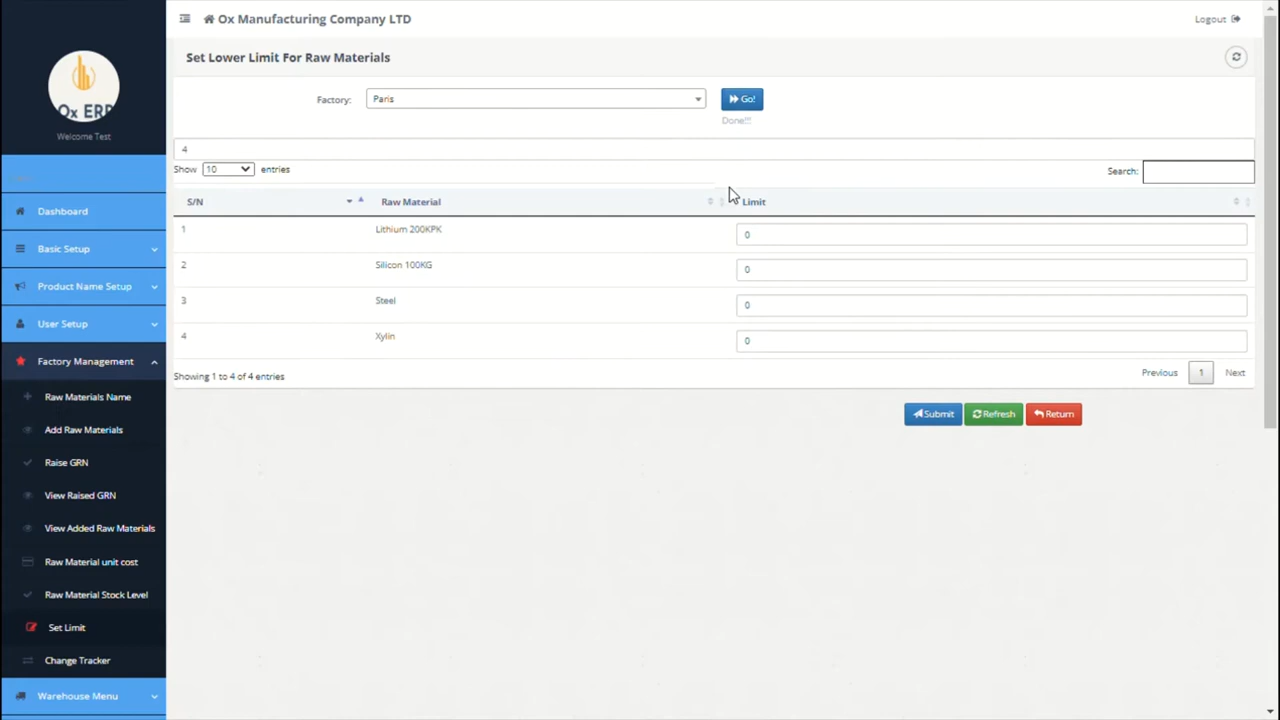 Ox Manufacturing Company LTD
Logout
Ox ERP
Welcome Test
Dashboard
Basic Setup
Product Name Setup
User Setup
Factory Management
Raw Materials Name
Add Raw Materials
Raise GRN
View Raised GRN
View Added Raw Materials
Raw Material unit cost
Raw Material Stock Level
Set Limit
Change Tracker
Warehouse Menu
Set Lower Limit For Raw Materials
Factory: Paris Go!
Done!!!
4
Show 10 entries Search:
S/N Raw Material Limit
1 Lithium 200KPK 0
2 Silicon 100KG 0
3 Steel 0
4 Xylin 0
Showing 1 to 4 of 4 entries Previous 1 Next
Submit Refresh Return